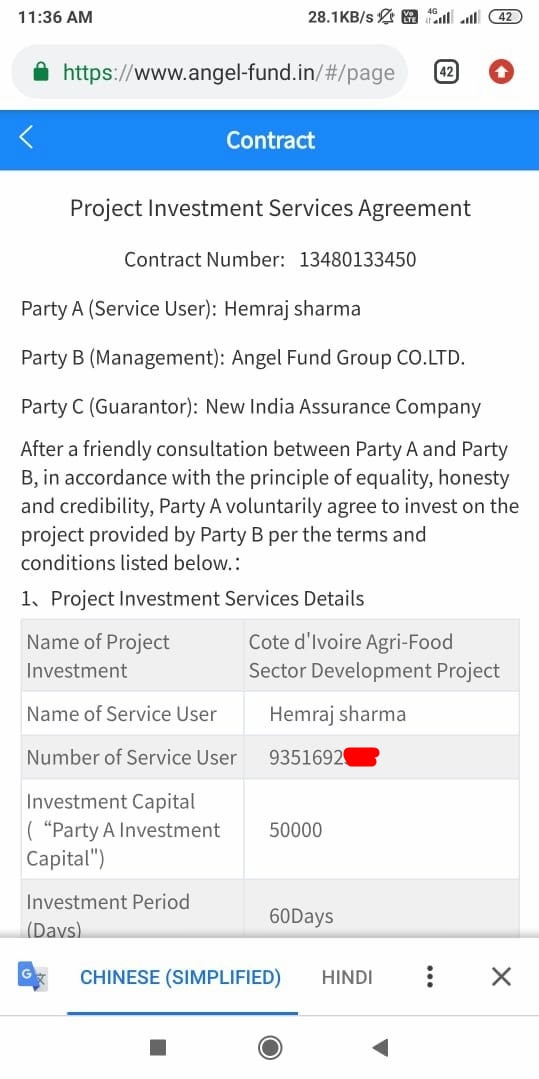 11:36 AM
28.1KB/s Vo LTE 4G 42
https://www.angel-fund.in/#/page
42
Contract
Project Investment Services Agreement
Contract Number: 13480133450
Party A (Service User): Hemraj sharma
Party B (Management): Angel Fund Group CO.LTD.
Party C (Guarantor): New India Assurance Company
After a friendly consultation between Party A and Party
B, in accordance with the principle of equality, honesty
and credibility, Party A voluntarily agree to invest on the
project provided by Party B per the terms and
conditions listed below.：
1、Project Investment Services Details
Name of Project
Investment
Cote d'Ivoire Agri-Food
Sector Development Project
Name of Service User
Hemraj sharma
Number of Service User
9351692
Investment Capital
(“Party A Investment
Capital")
50000
Investment Period
(Days)
60Days
G 文
CHINESE (SIMPLIFIED)
HINDI